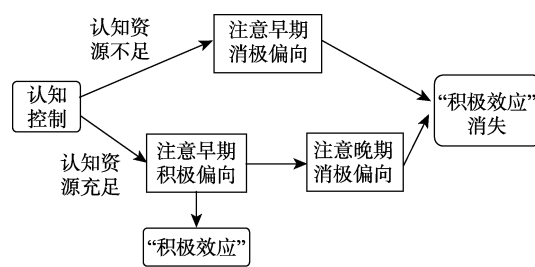 认知资
源不足
注意早期
消极偏向
认知
控制
“积极效应”
消失
认知资
源充足
注意早期
积极偏向
注意晚期
消极偏向
“积极效应”